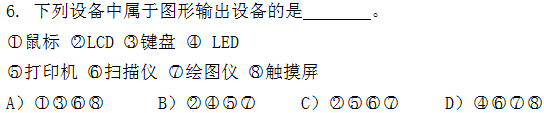 6. 下列设备中属于图形输出设备的是________。
①鼠标 ②LCD ③键盘 ④ LED
⑤打印机 ⑥扫描仪 ⑦绘图仪 ⑧触摸屏
A) ①③⑥⑧ B) ②④⑤⑦ C) ②⑤⑥⑦ D) ④⑥⑦⑧